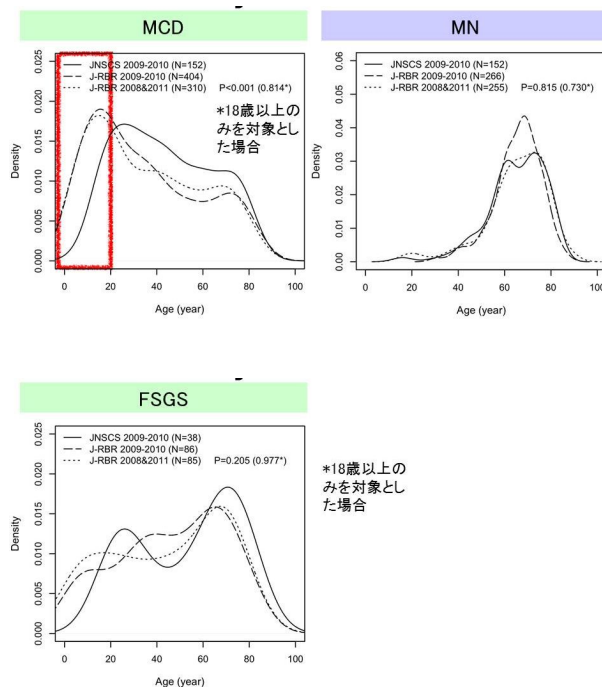 MCD
JNSCS 2009-2010 (N=152)
J-RBR 2009-2010 (N=404)
J-RBR 2008&2011 (N=310) P<0.001 (0.814*)
*18歳以上の
みを対象とし
た場合
Density
0.000 0.005 0.010 0.015 0.020 0.025
0 20 40 60 80 100
Age (year)
MN
JNSCS 2009-2010 (N=152)
J-RBR 2009-2010 (N=266)
J-RBR 2008&2011 (N=255) P=0.815 (0.730*)
Density
0.00 0.01 0.02 0.03 0.04 0.05 0.06
0 20 40 60 80 100
Age (year)
FSGS
JNSCS 2009-2010 (N=38)
J-RBR 2009-2010 (N=86)
J-RBR 2008&2011 (N=85) P=0.205 (0.977*)
Density
0.000 0.005 0.010 0.015 0.020 0.025
0 20 40 60 80 100
Age (year)
*18歳以上の
みを対象とし
た場合